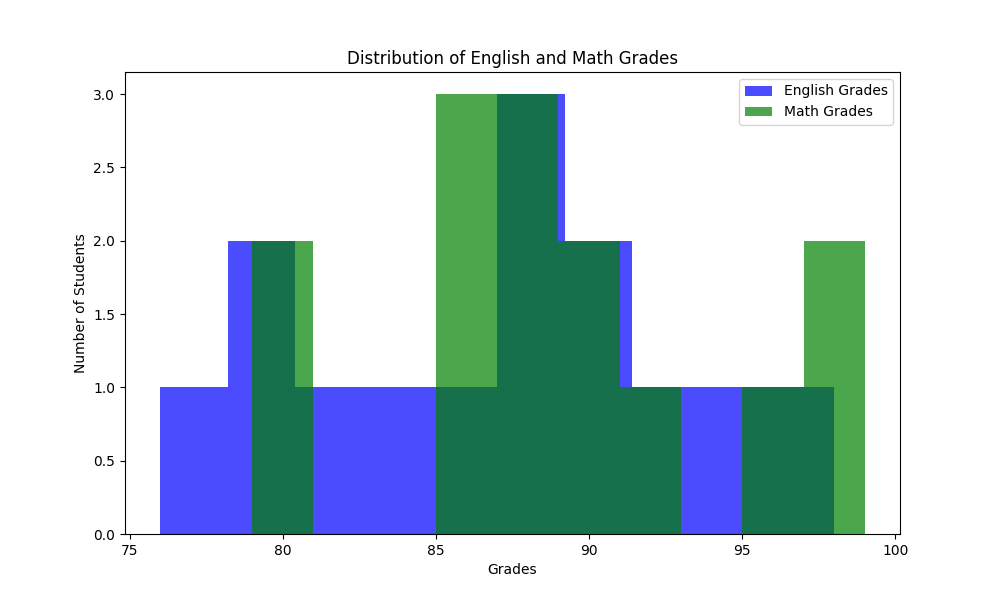 Distribution of English and Math Grades
English Grades
Math Grades
Number of Students
3.0
2.5
2.0
1.5
1.0
0.5
0.0
75
80
85
90
95
100
Grades